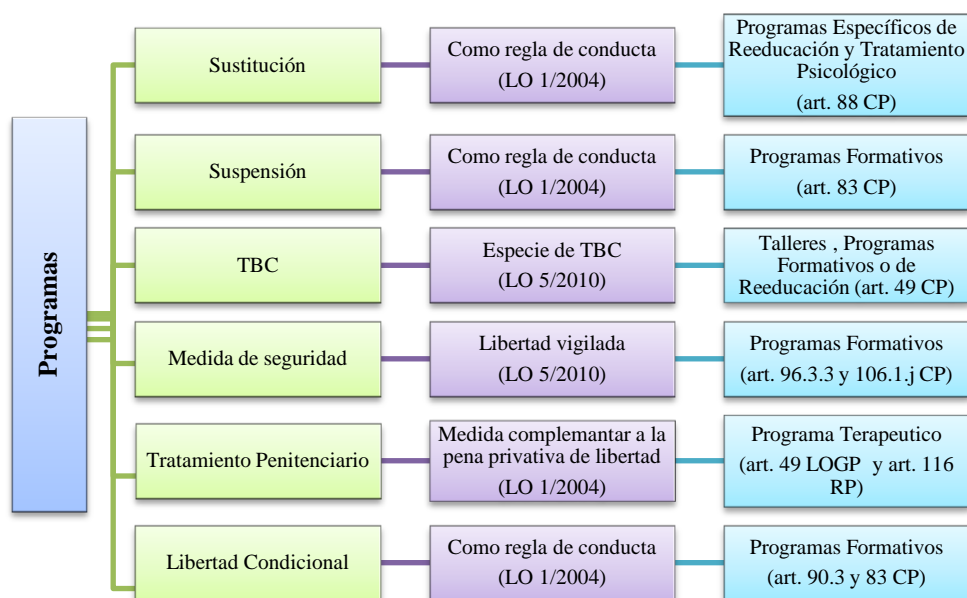 Programas
Sustitución
Como regla de conducta
(LO 1/2004)
Programas Específicos de
Reeducación y Tratamiento
Psicológico
(art. 88 CP)
Suspensión
Como regla de conducta
(LO 1/2004)
Programas Formativos
(art. 83 CP)
TBC
Especie de TBC
(LO 5/2010)
Talleres , Programas
Formativos o de
Reeducación (art. 49 CP)
Medida de seguridad
Libertad vigilada
(LO 5/2010)
Programas Formativos
(art. 96.3.3 y 106.1.j CP)
Tratamiento Penitenciario
Medida complemantar a la
pena privativa de libertad
(LO 1/2004)
Programa Terapeutico
(art. 49 LOGP y art. 116
RP)
Libertad Condicional
Como regla de conducta
(LO 1/2004)
Programas Formativos
(art. 90.3 y 83 CP)